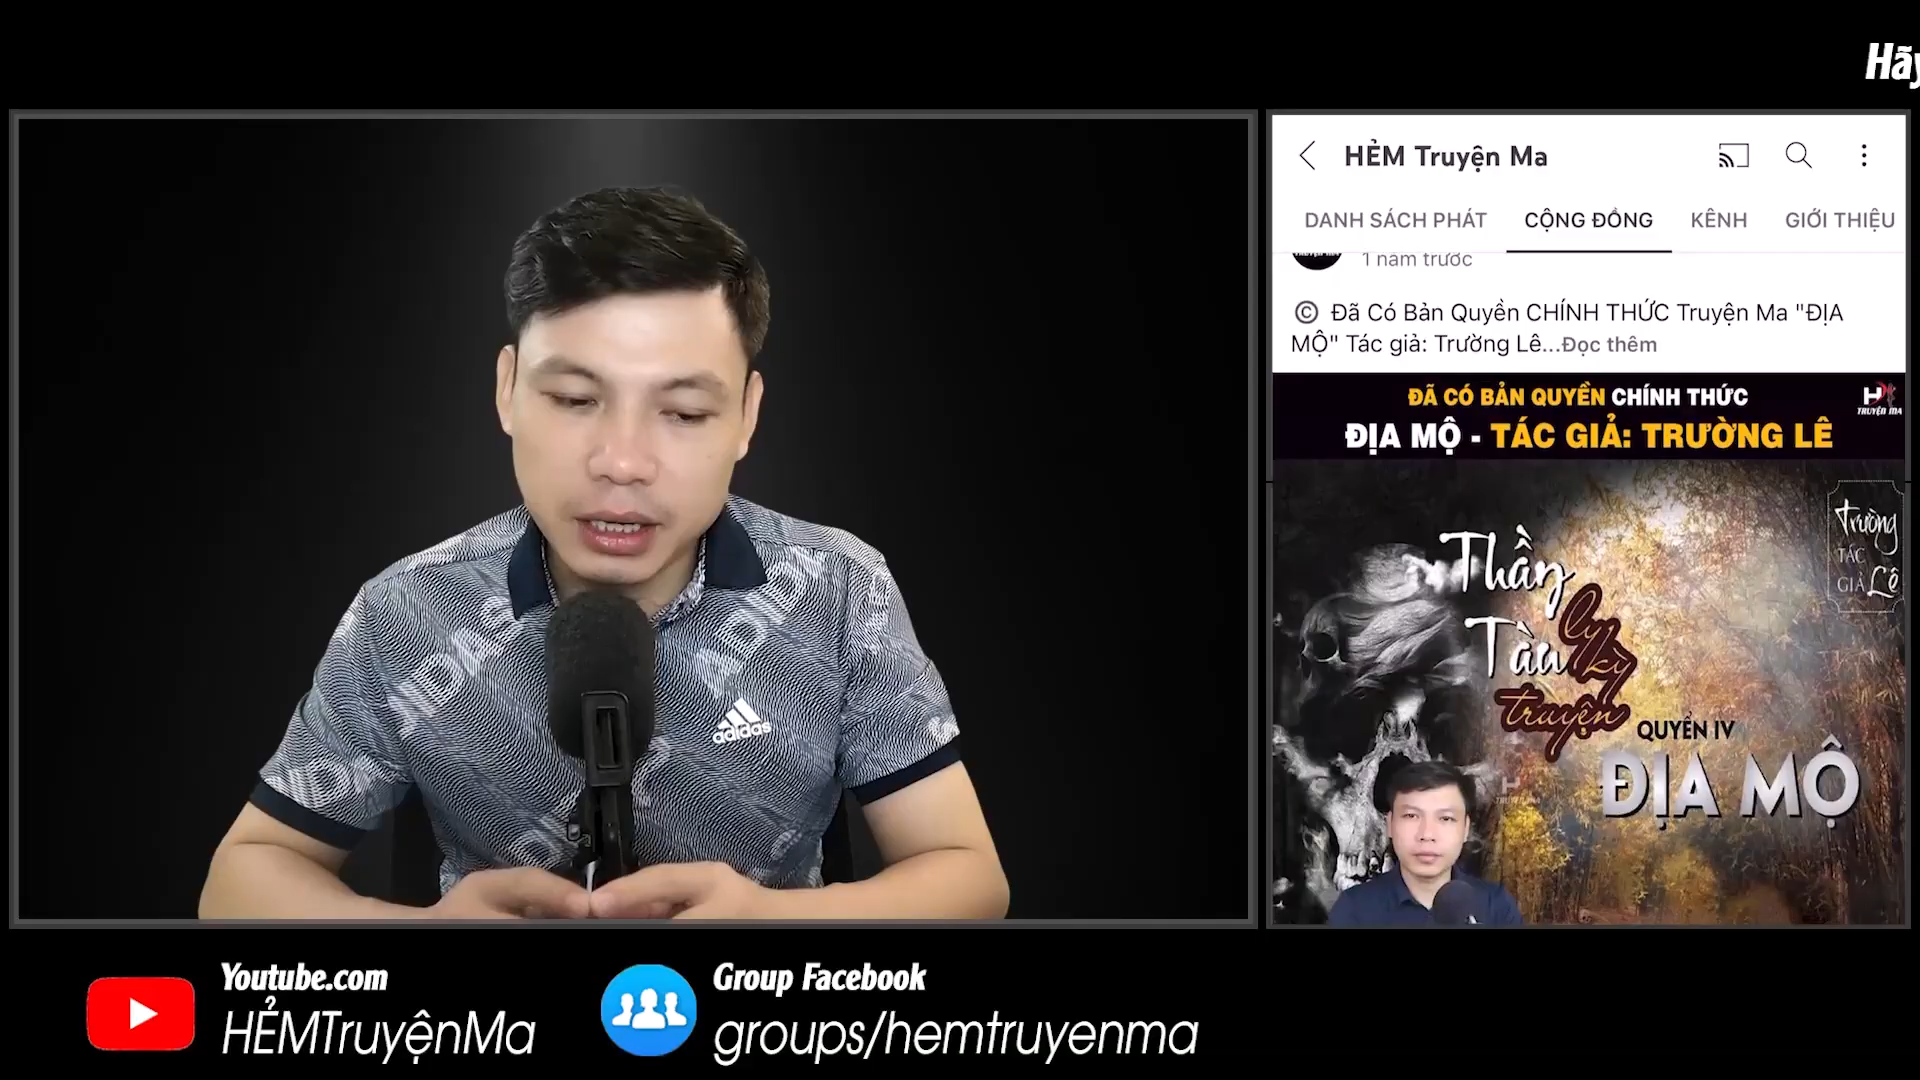 Hãy
HẺM Truyện Ma
DANH SÁCH PHÁT CỘNG ĐỒNG KÊNH GIỚI THIỆU
1 năm trước
© Đã Có Bản Quyền CHÍNH THỨC Truyện Ma "ĐỊA
MỘ" Tác giả: Trường Lê...Đọc thêm
ĐÃ CÓ BẢN QUYỀN CHÍNH THỨC
ĐỊA MỘ - TÁC GIẢ: TRƯỜNG LÊ
TRUYỆN MA
Trường
TÁC
GIẢ Lê
Thầy
Tàu
ly kỳ
truyện
QUYỂN IV
ĐỊA MỘ
adidas
Youtube.com
HẺMTruyệnMa
Group Facebook
groups/hemtruyenma